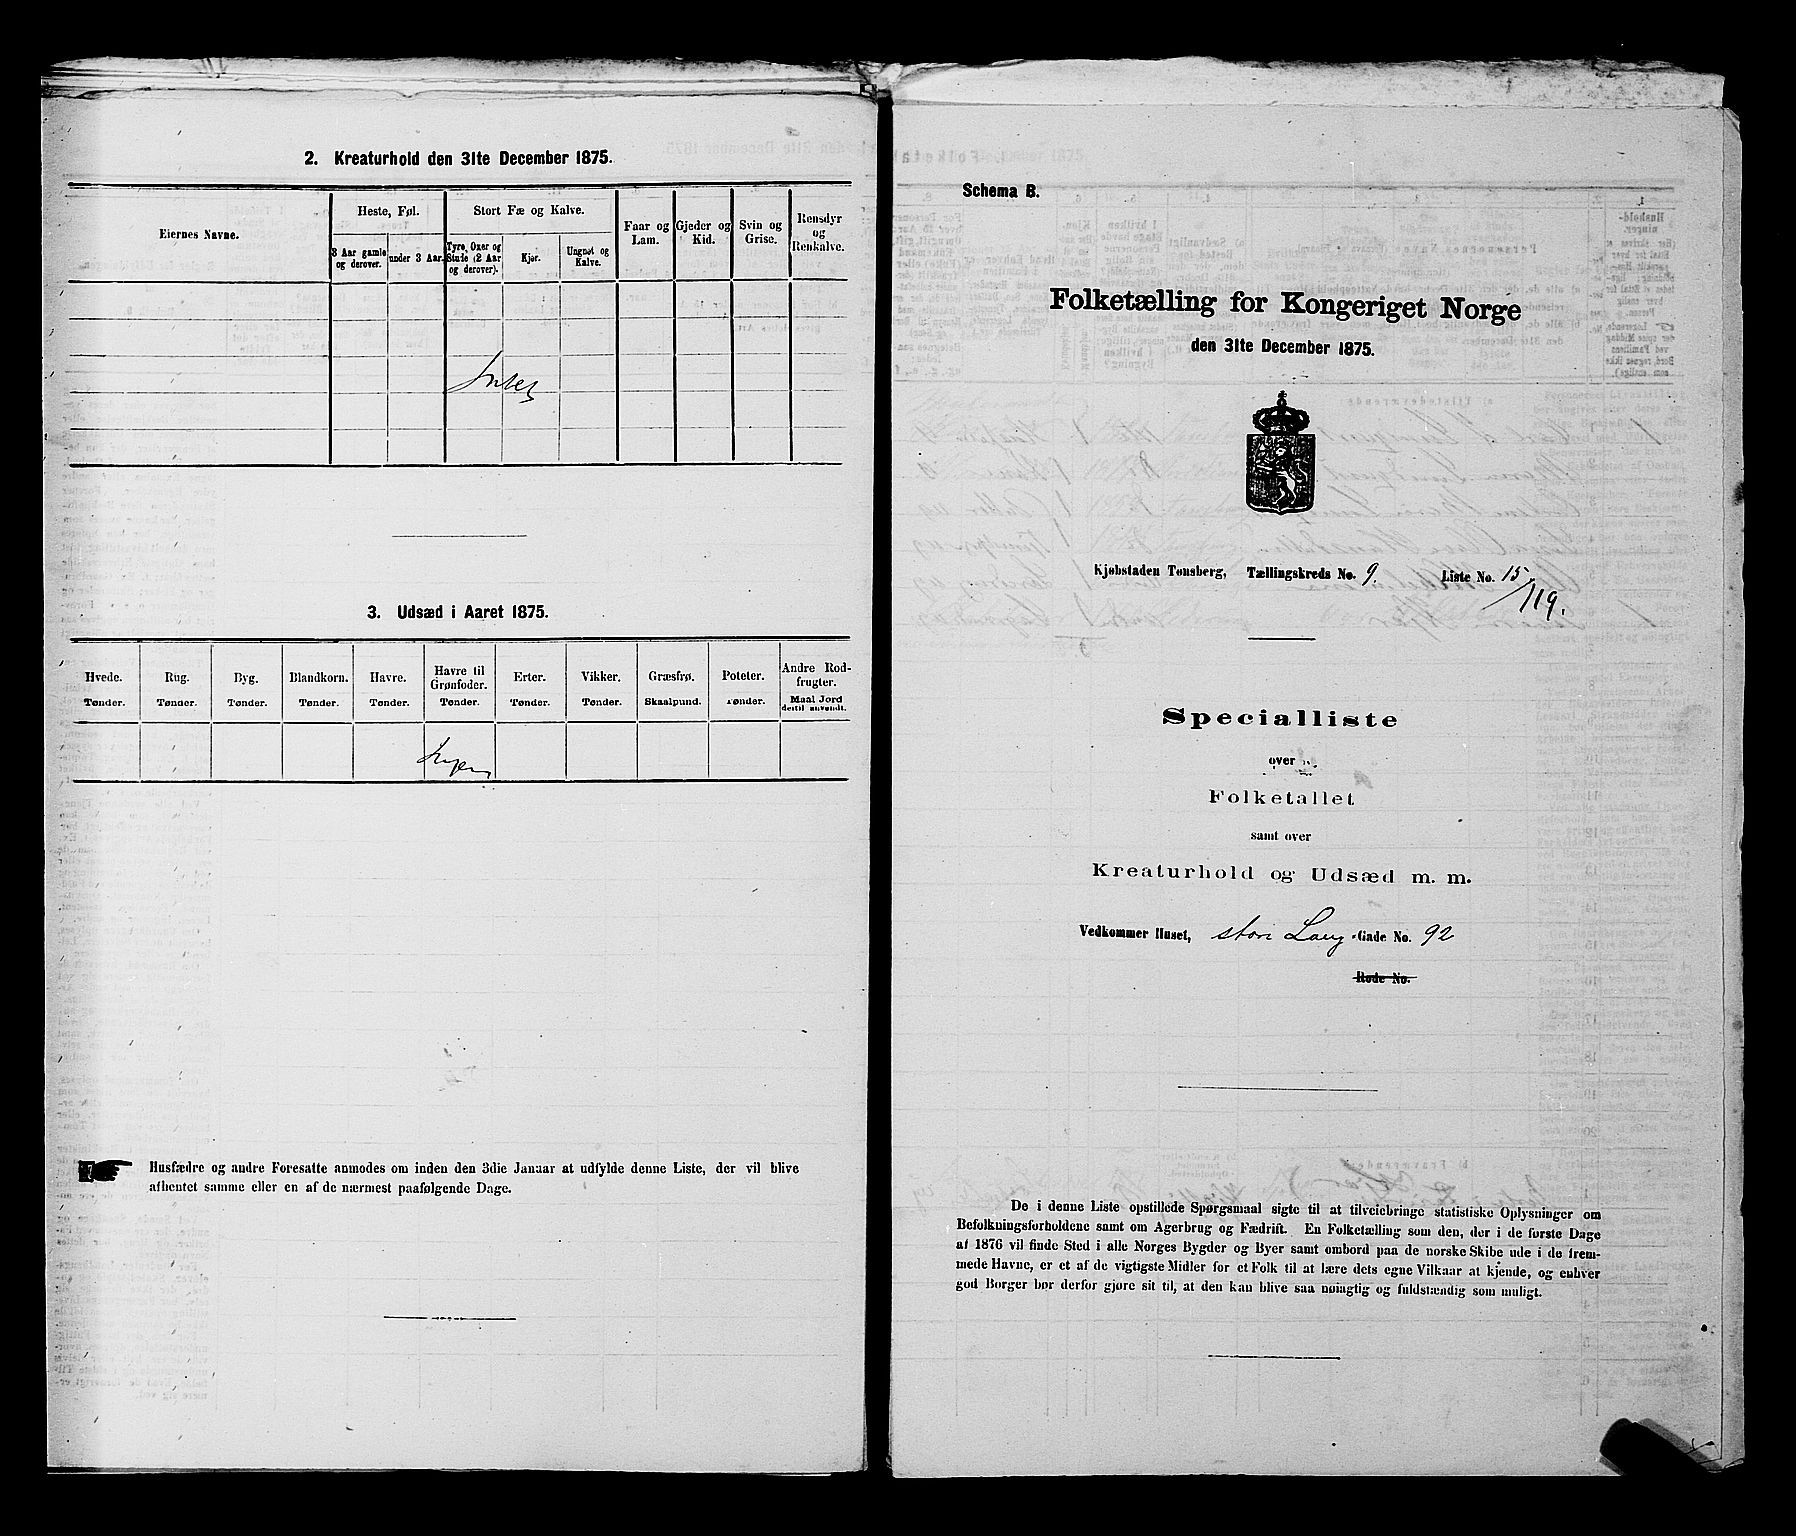 2. Kreaturhold den 31te December 1875.
Eiernes Navne.
Heste, Føl.
Stort Fæ og Kalve.
Faar og
Lam.
Gjeder og
Kid.
Svin og
Grise.
Rensdyr
og
Renkalve.
3 Aar gamle
og derover.
under 3 Aar.
Tyre, Oxer og
Stude (2 Aar
og derover).
Kjør.
Ungnøt og
Kalve.
Intet
3. Udsæd i Aaret 1875.
Hvede.
Rug.
Byg.
Blandkorn.
Havre.
Havre til
Grønfoder.
Erter.
Vikker.
Græsfrø.
Poteter.
Andre Rod-
frugter.
Tønder.
Tønder.
Tønder.
Tønder.
Tønder.
Tønder.
Tønder.
Tønder.
Skaalpund.
Tønder.
Maal Jord
dertil anvendt.
Ingen
Husfædre og andre Foresatte anmodes om inden den 3die Januar at udfylde denne Liste, der vil blive
afhentet samme eller en af de nærmest paafølgende Dage.
Schema B.
Folketælling for Kongeriget Norge
den 31te December 1875.
Kjøbstaden Tønsberg, Tællingskreds No. 9. Liste No. 15/119.
Specialliste
over
Folketallet
samt over
Kreaturhold og Udsæd m. m.
Vedkommer Huset, Gade No. 92
Rode No.
De i denne Liste opstillede Spørgsmaal sigte til at tilveiebringe statistiske Oplysninger om
Befolkningsforholdene samt om Agerbrug og Fædrift. En Folketælling som den, der i de første Dage
af 1876 vil finde Sted i alle Norges Bygder og Byer samt ombord paa de norske Skibe ude i de frem-
mede Havne, er et af de vigtigste Midler for et Folk til at lære dets egne Vilkaar at kjende, og enhver
god Borger bør derfor gjøre sit til, at den kan blive saa nøiagtig og fuldstændig som muligt.